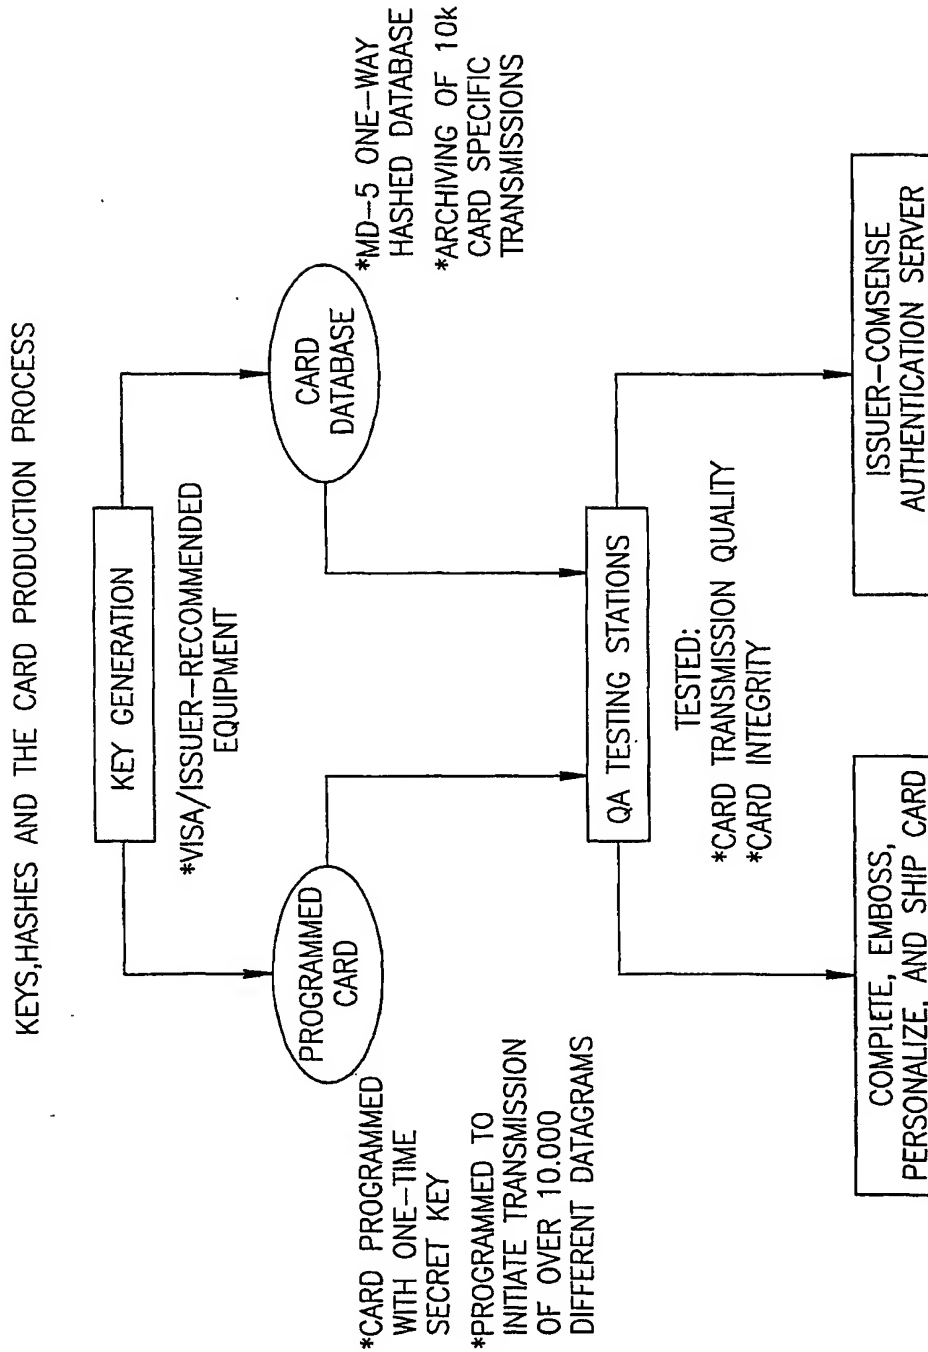 KEYS,HASHES AND THE CARD PRODUCTION PROCESS
KEY GENERATION
*VISA/ISSUER-RECOMMENDED
EQUIPMENT
PROGRAMMED
CARD
*CARD PROGRAMMED
WITH ONE-TIME
SECRET KEY
*PROGRAMMED TO
INITIATE TRANSMISSION
OF OVER 10.000
DIFFERENT DATAGRAMS
CARD
DATABASE
*MD-5 ONE-WAY
HASHED DATABASE
*ARCHIVING OF 10k
CARD SPECIFIC
TRANSMISSIONS
QA TESTING STATIONS
TESTED:
*CARD TRANSMISSION QUALITY
*CARD INTEGRITY
COMPLETE, EMBOSS,
PERSONALIZE, AND SHIP CARD
ISSUER-COMSENSE
AUTHENTICATION SERVER